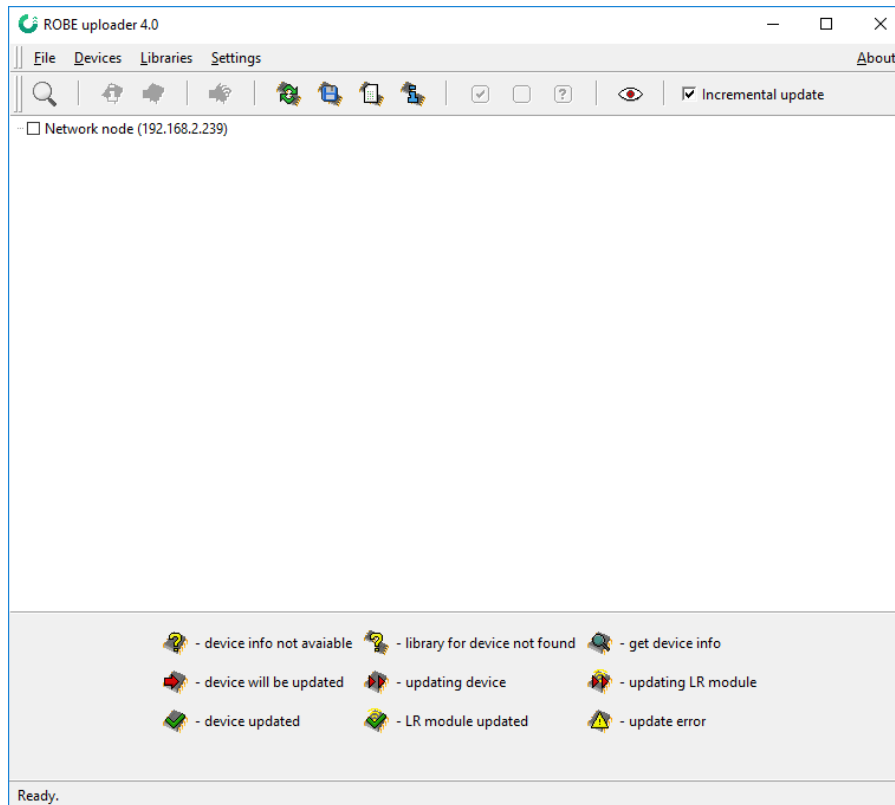 ROBE uploader 4.0
File Devices Libraries Settings About
Incremental update
Network node (192.168.2.239)
- device info not avaiable - library for device not found - get device info
- device will be updated - updating device - updating LR module
- device updated - LR module updated - update error
Ready.